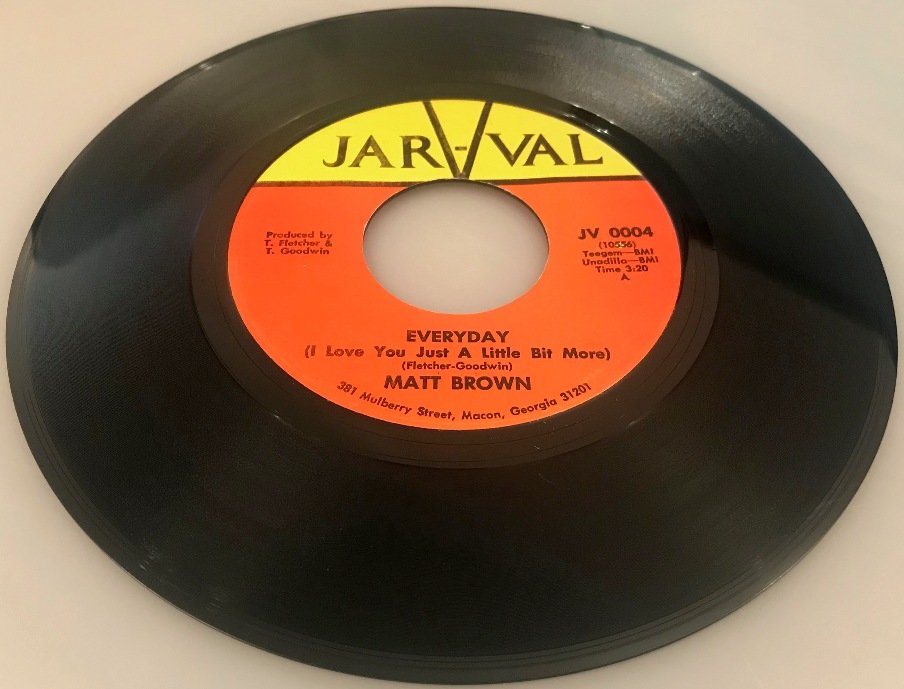 JAR-VAL
Produced by
T. Fletcher &
T. Goodwin
JV 0004
(10556)
Teegem—BMI
Unadilla—BMI
Time 3:20
A
EVERYDAY
(I Love You Just A Little Bit More)
(Fletcher-Goodwin)
MATT BROWN
381 Mulberry Street, Macon, Georgia 31201